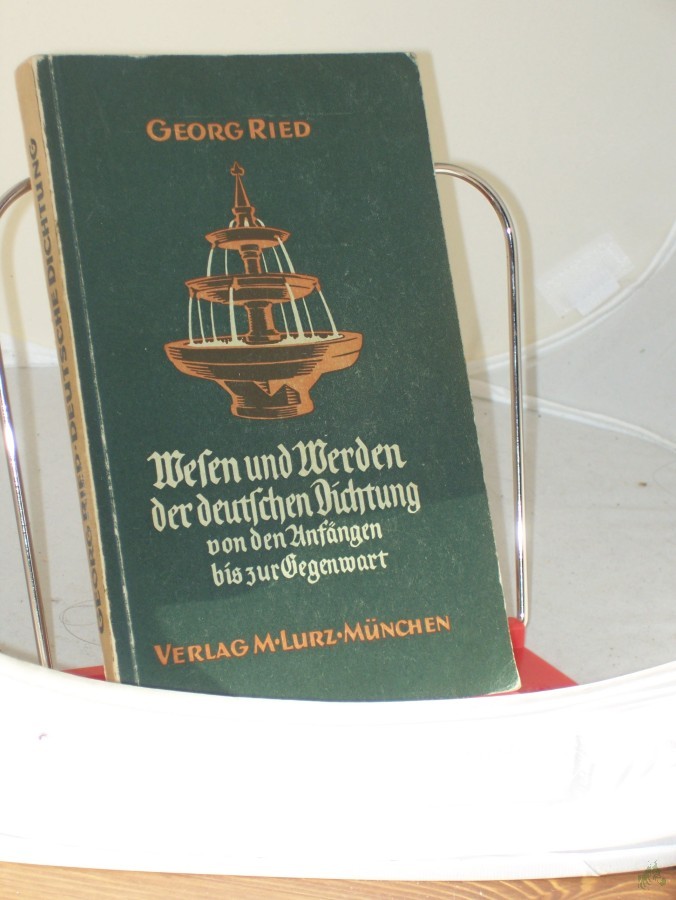 GEORG RIED
Wesen und Werden
der deutschen Dichtung
von den Anfängen
bis zur Gegenwart
VERLAG M·LURZ·MÜNCHEN
GEORG RIED·DEUTSCHE DICHTUNG